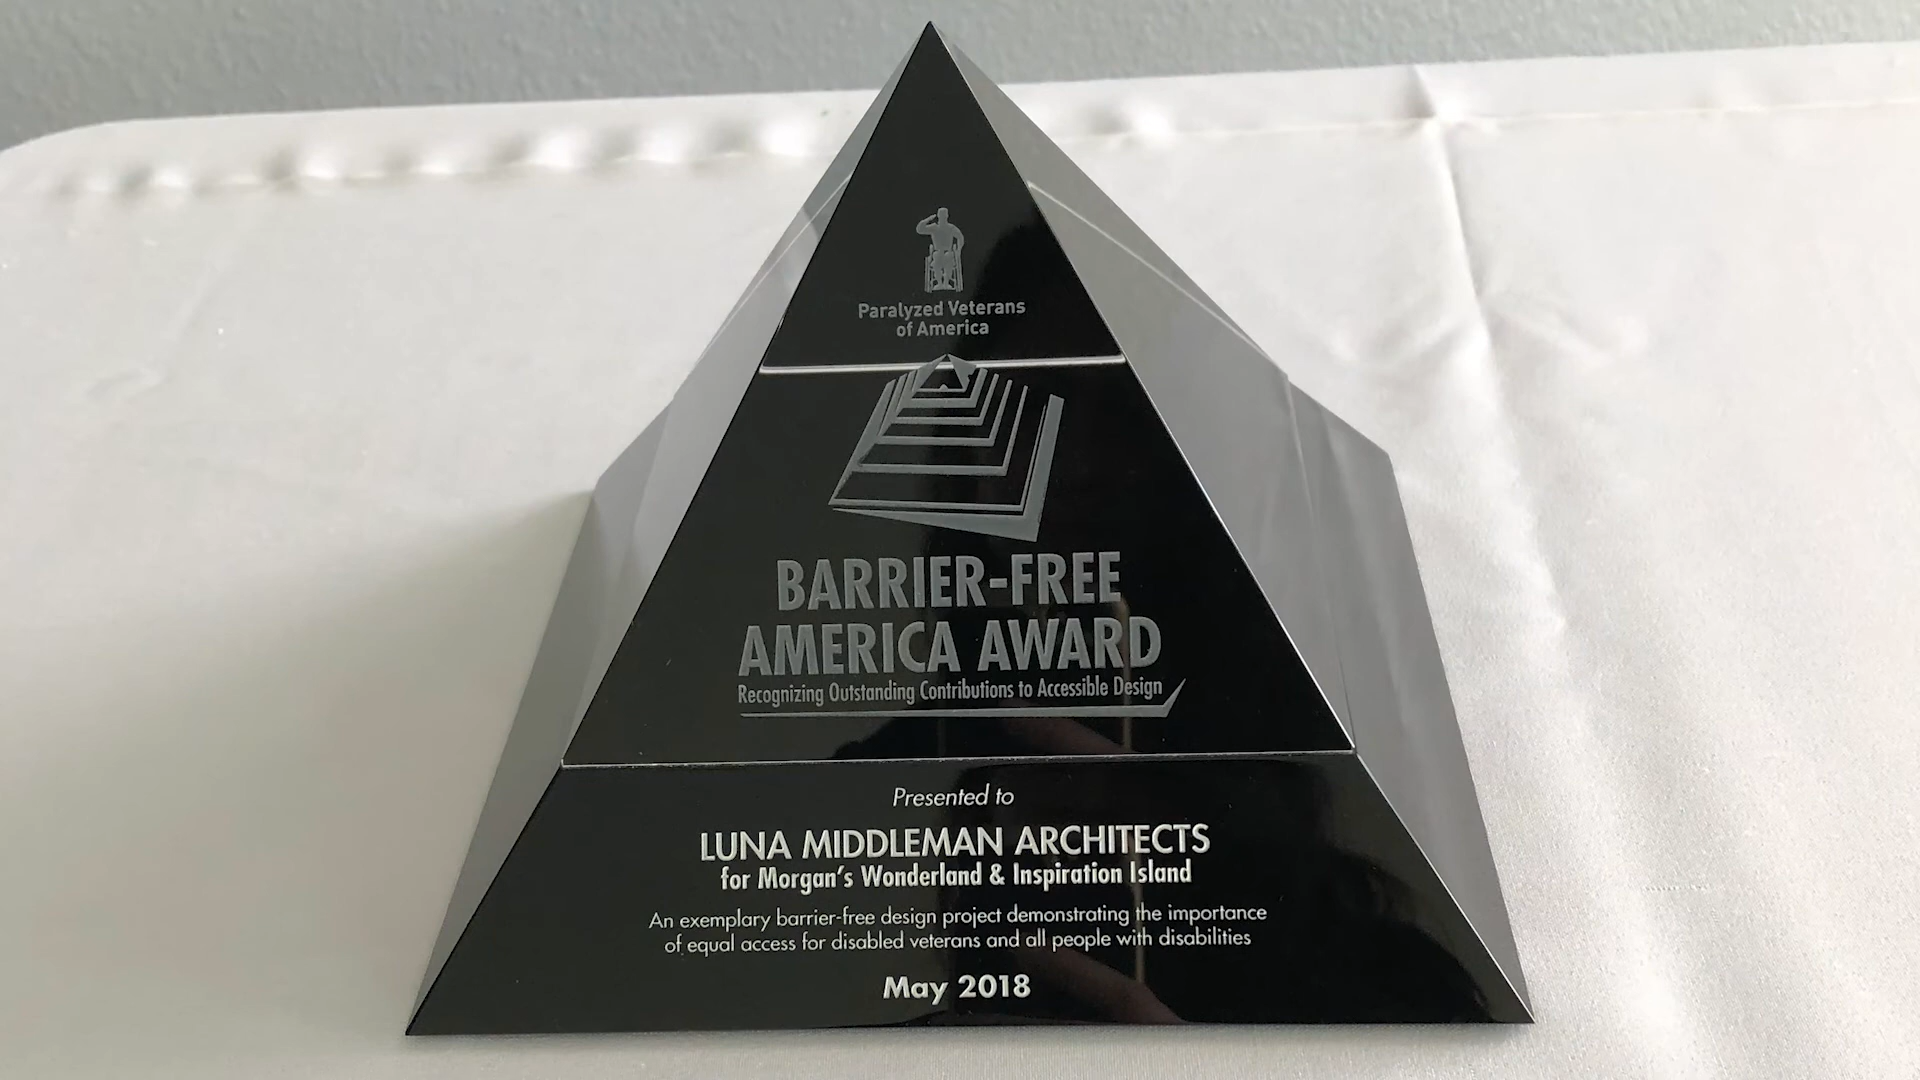 Paralyzed Veterans
of America
BARRIER-FREE
AMERICA AWARD
Recognizing Outstanding Contributions to Accessible Design
Presented to
LUNA MIDDLEMAN ARCHITECTS
for Morgan's Wonderland & Inspiration Island
An exemplary barrier-free design project demonstrating the importance
of equal access for disabled veterans and all people with disabilities
May 2018